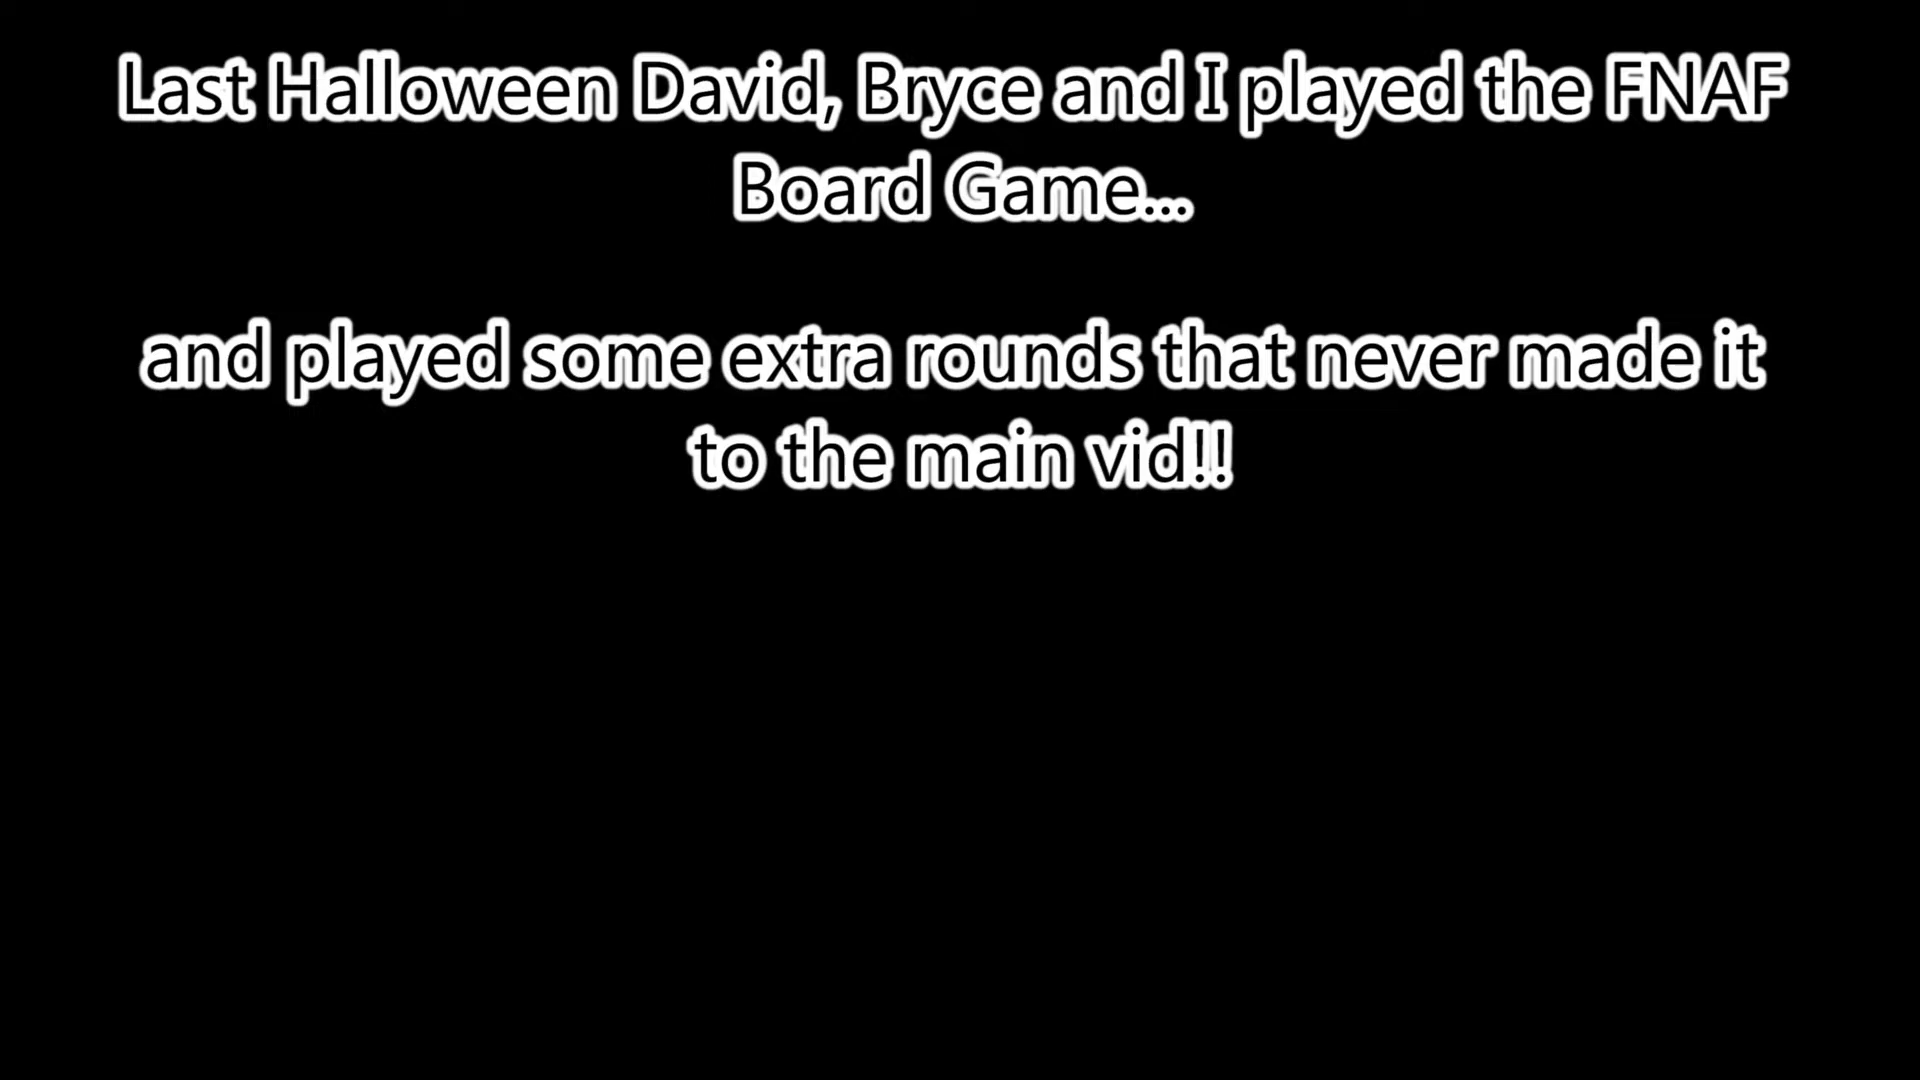 Last Halloween David, Bryce and I played the FNAF
Board Game...
and played some extra rounds that never made it
to the main vid!!